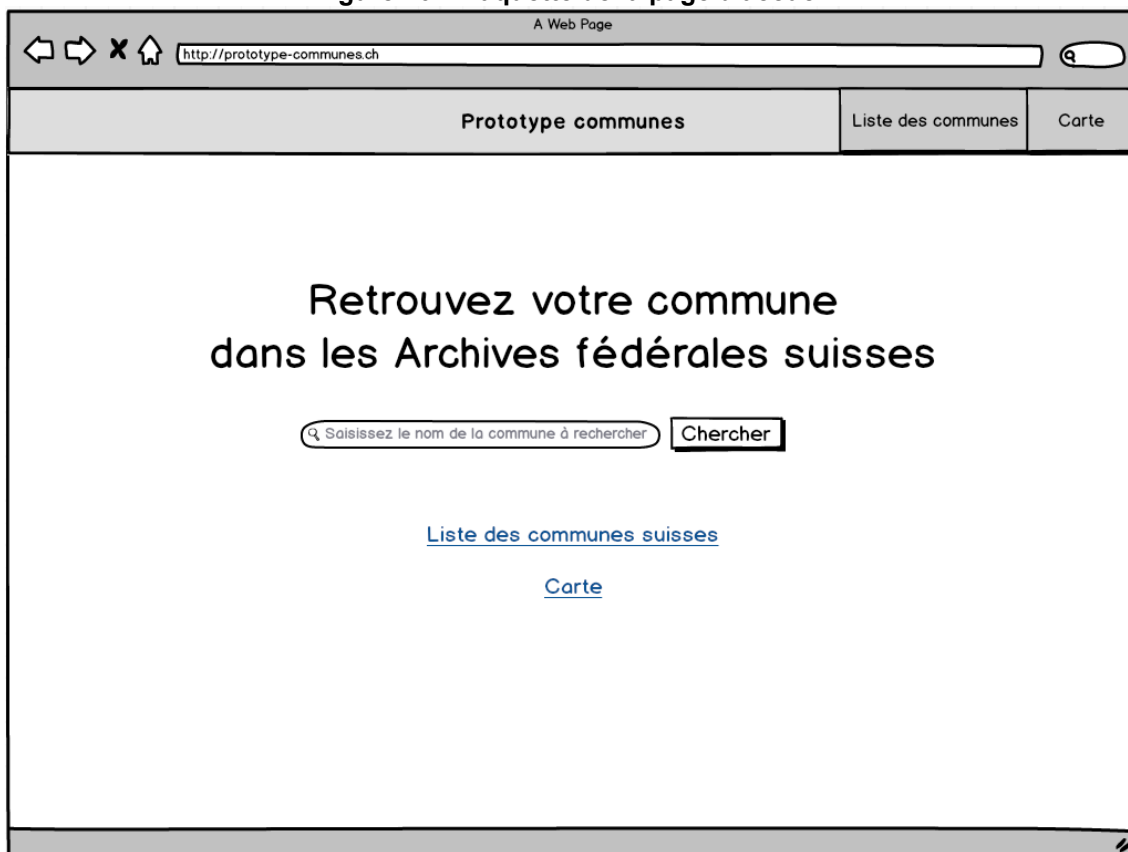 A Web Page
http://prototype-communes.ch
Prototype communes
Liste des communes
Carte
Retrouvez votre commune
dans les Archives fédérales suisses
Saisissez le nom de la commune à rechercher
Chercher
Liste des communes suisses
Carte